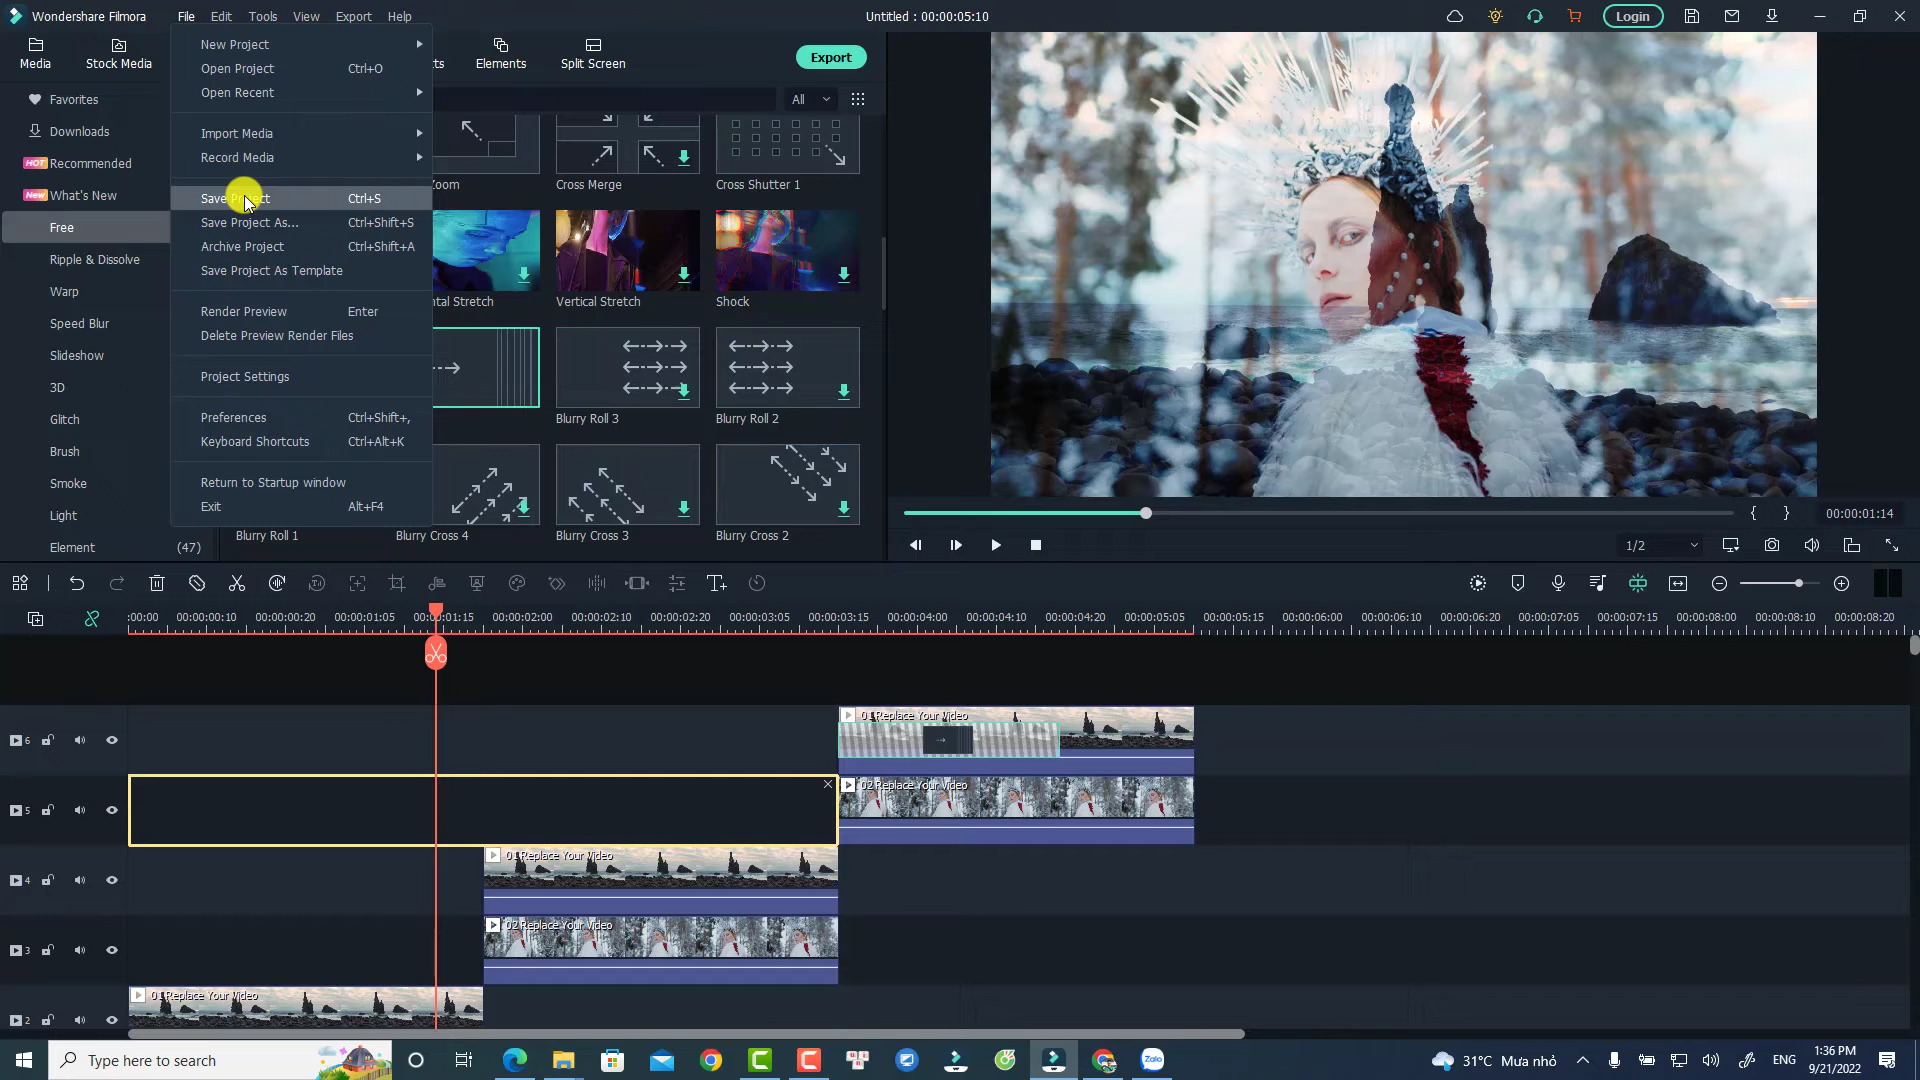 Wondershare Filmora
File Edit Tools View Export Help
Untitled : 00:00:05:10
Login
Media
Stock Media
Elements
Split Screen
Export
New Project
Open Project Ctrl+O
Open Recent
Import Media
Record Media
Save Project Ctrl+S
Save Project As... Ctrl+Shift+S
Archive Project Ctrl+Shift+A
Save Project As Template
Render Preview Enter
Delete Preview Render Files
Project Settings
Preferences Ctrl+Shift+,
Keyboard Shortcuts Ctrl+Alt+K
Return to Startup window
Exit Alt+F4
Favorites
Downloads
HOT Recommended
New What's New
Free
Ripple & Dissolve
Warp
Speed Blur
Slideshow
3D
Glitch
Brush
Smoke
Light
Element (47)
All
Zoom
Cross Merge
Cross Shutter 1
ntal Stretch
Vertical Stretch
Shock
Blurry Roll 3
Blurry Roll 2
Blurry Roll 1
Blurry Cross 4
Blurry Cross 3
Blurry Cross 2
{ } 00:00:01:14
1/2
:00:00 00:00:00:10 00:00:00:20 00:00:01:05 00:00:01:15 00:00:02:00 00:00:02:10 00:00:02:20 00:00:03:05 00:00:03:15 00:00:04:00 00:00:04:10 00:00:04:20 00:00:05:05 00:00:05:15 00:00:06:00 00:00:06:10 00:00:06:20 00:00:07:05 00:00:07:15 00:00:08:00 00:00:08:10 00:00:08:20
6
01 Replace Your Video
5
02 Replace Your Video
4
01 Replace Your Video
3
02 Replace Your Video
2
01 Replace Your Video
Type here to search
Zalo
31°C Mưa nhỏ
ENG
1:36 PM
9/21/2022